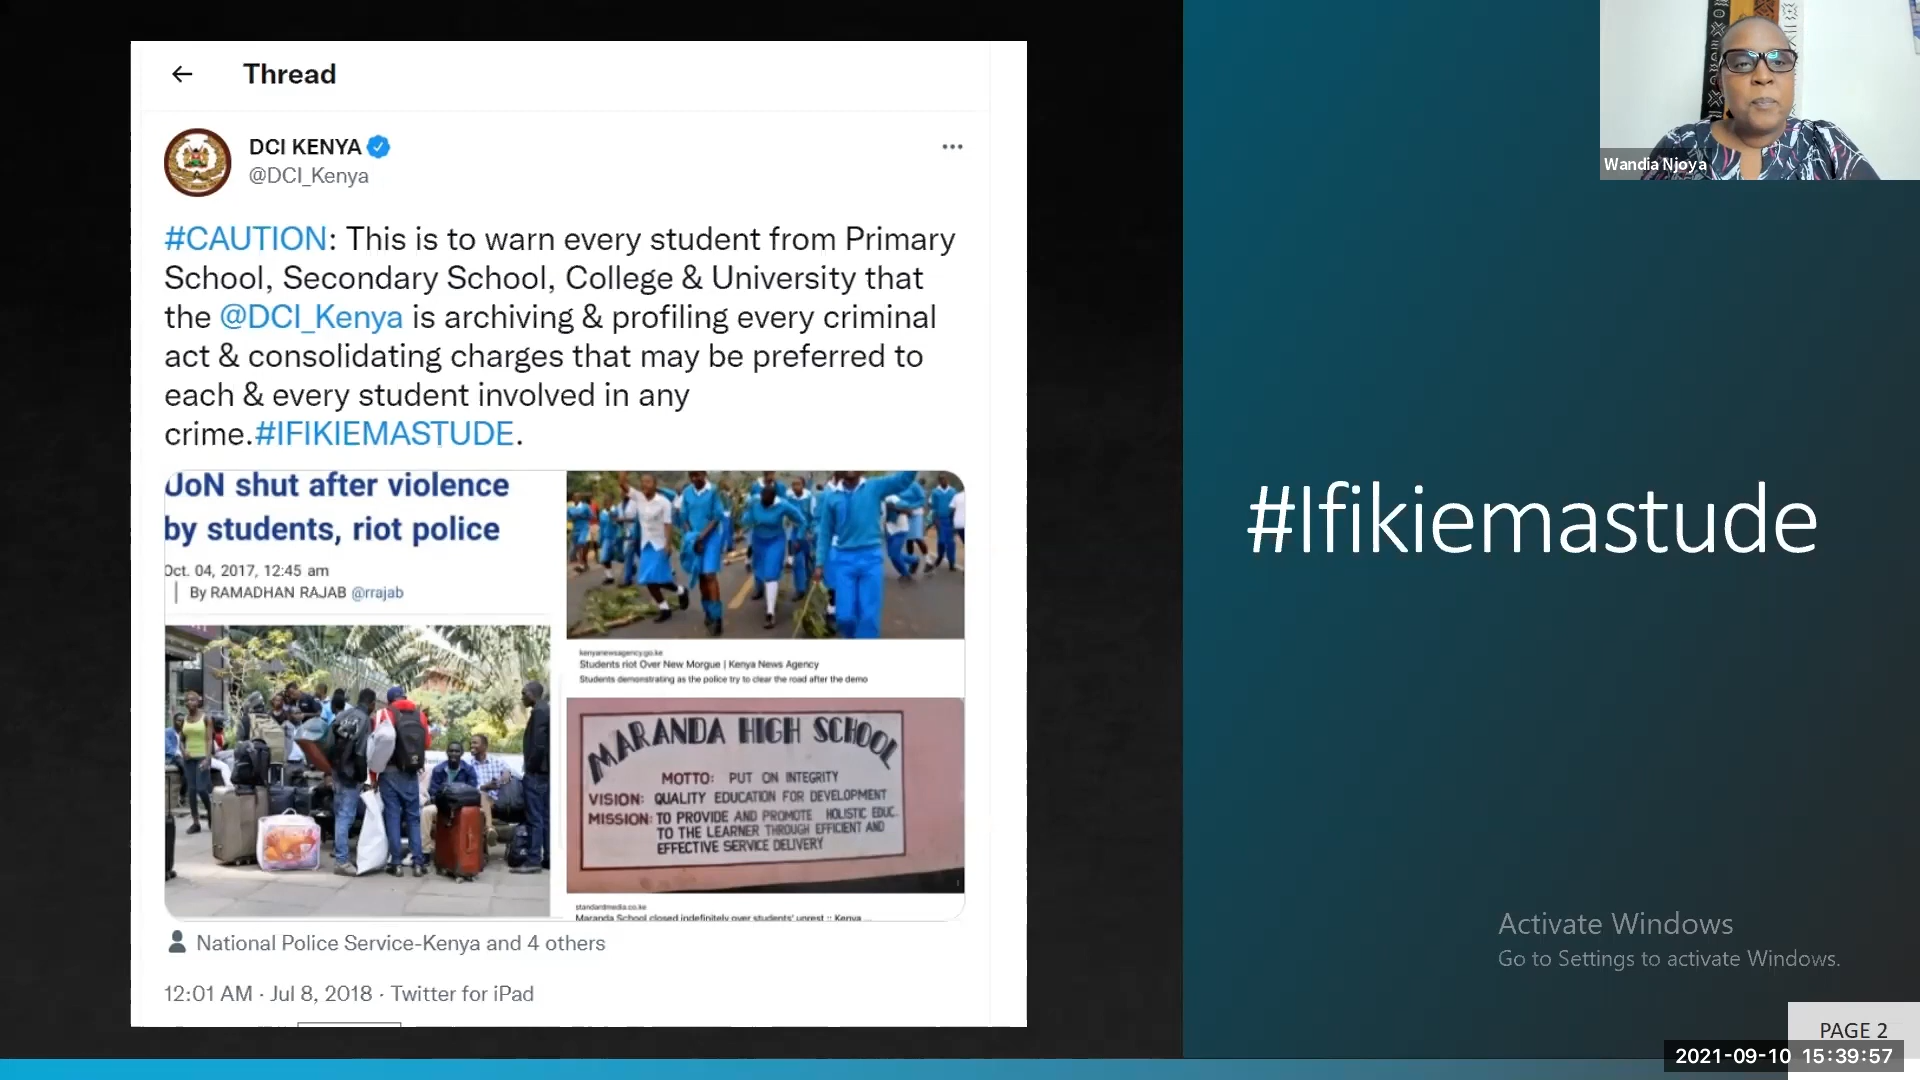 Thread
DCI KENYA
@DCI_Kenya
#CAUTION: This is to warn every student from Primary
School, Secondary School, College & University that
the @DCI_Kenya is archiving & profiling every criminal
act & consolidating charges that may be preferred to
each & every student involved in any
crime.#IFIKIEMASTUDE.
UoN shut after violence
by students, riot police
Oct. 04, 2017, 12:45 am
By RAMADHAN RAJAB @rrajab
kenyanewsagency.go.ke
Students riot Over New Morgue | Kenya News Agency
Students demonstrating as the police try to clear the road after the demo
MARANDA HIGH SCHOOL
MOTTO: PUT ON INTEGRITY
VISION: QUALITY EDUCATION FOR DEVELOPMENT
MISSION: TO PROVIDE AND PROMOTE HOLISTIC EDUC.
TO THE LEARNER THROUGH EFFICIENT AND
EFFECTIVE SERVICE DELIVERY
standardmedia.co.ke
Maranda School closed indefinitely over students' unrest :: Kenya ...
National Police Service-Kenya and 4 others
12:01 AM · Jul 8, 2018 · Twitter for iPad
#Ifikiemastude
Wandia Njoya
Activate Windows
Go to Settings to activate Windows.
PAGE 2
2021-09-10 15:39:57